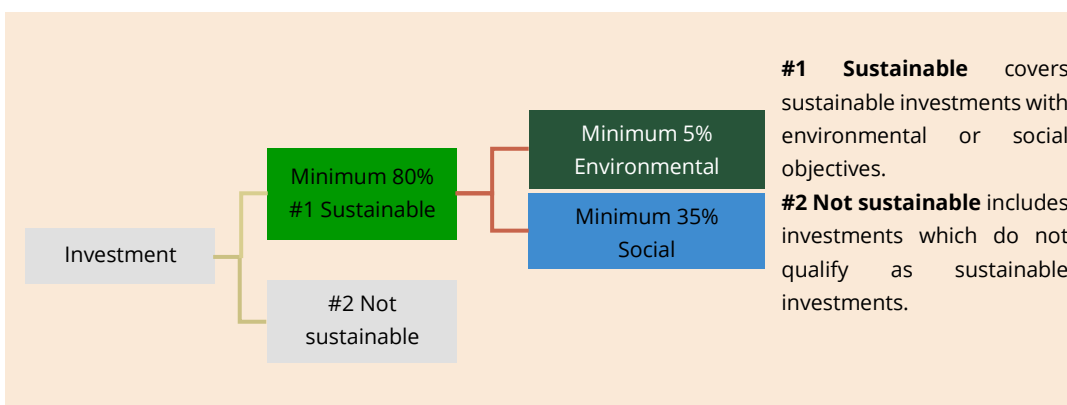 Investment
Minimum 80%
#1 Sustainable
#2 Not
sustainable
Minimum 5%
Environmental
Minimum 35%
Social
#1 Sustainable covers
sustainable investments with
environmental or social
objectives.
#2 Not sustainable includes
investments which do not
qualify as sustainable
investments.